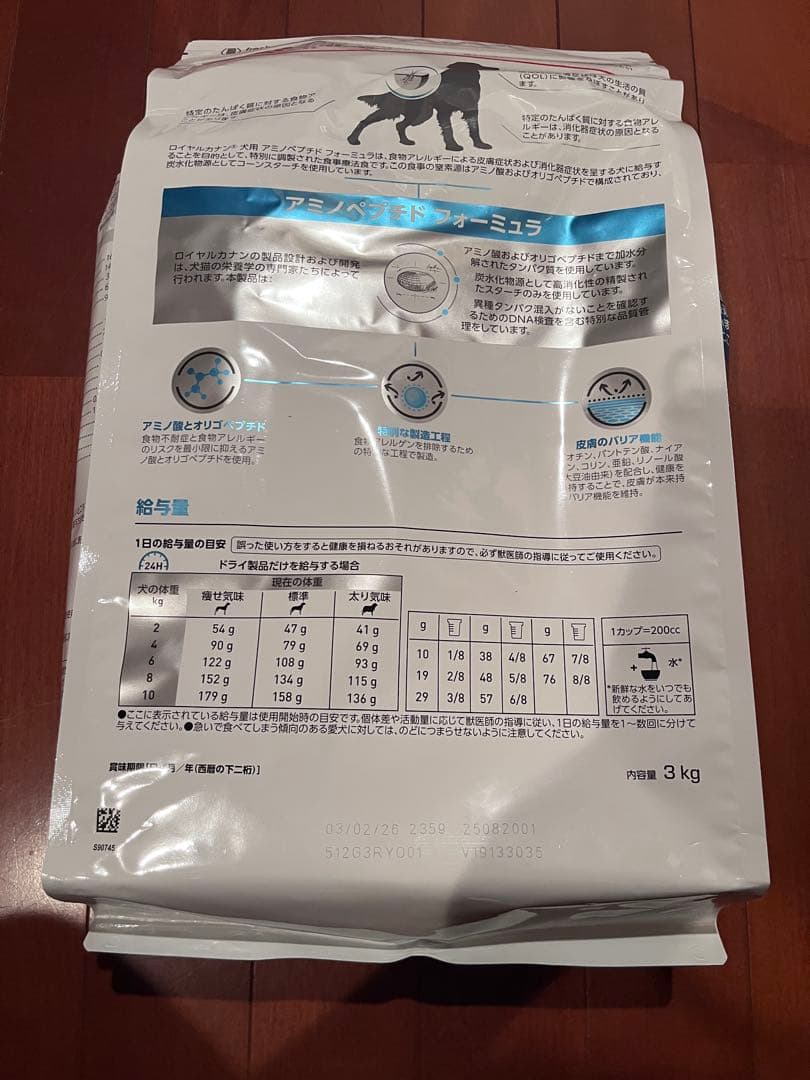 (QOL)に影響を及ぼすことがあり
ます。
特定のたんぱく質に対する食物ア
特定のたんぱく質に対する食物アレ
ルギーは、消化器症状の原因となる
ことがあります。
ロイヤルカナン® 犬用 アミノペプチド フォーミュラは、食物アレルギーによる皮膚症状および消化器症状を呈する犬に給与す
ることを目的として、特別に調製された食事療法食です。この食事の窒素源はアミノ酸およびオリゴペプチドで構成されており、
炭水化物源としてコーンスターチを使用しています。
アミノペプチド フォーミュラ
ロイヤルカナンの製品設計および開発
は、犬猫の栄養学の専門家たちによって
行われます。本製品は:
アミノ酸およびオリゴペプチドまで加水分
解されたタンパク質を使用しています。
炭水化物源として高消化性の精製され
たスターチのみを使用しています。
異種タンパク混入がないことを確認す
るためのDNA検査を含む特別な品質管
理をしています。
アミノ酸とオリゴペプチド
食物不耐症と食物アレルギー
のリスクを最小限に抑えるアミ
ノ酸とオリゴペプチドを使用。
特別な製造工程
食物アレルゲンを排除するため
の特別な工程で製造。
皮膚のバリア機能
オチン、パントテン酸、ナイア
ン、コリン、亜鉛、リノール酸
大豆油由来)を配合し、健康を
持することで、皮膚が本来持
バリア機能を維持。
給与量
1日の給与量の目安 誤った使い方をすると健康を損ねるおそれがありますので、必ず獣医師の指導に従ってご使用ください。
24H ドライ製品だけを給与する場合
犬の体重 kg 現在の体重
痩せ気味 標準 太り気味
2 54 g 47 g 41 g
4 90 g 79 g 69 g
6 122 g 108 g 93 g
8 152 g 134 g 115 g
10 179 g 158 g 136 g
g g g
10 1/8 38 4/8 67 7/8
19 2/8 48 5/8 76 8/8
29 3/8 57 6/8
1カップ=200cc
+ 水*
*新鮮な水をいつでも
飲めるようにしてあ
げてください。
●ここに表示されている給与量は使用開始時の目安です。個体差や活動量に応じて獣医師の指導に従い、1日の給与量を1～数回に分けて
与えてください。●急いで食べてしまう傾向のある愛犬に対しては、のどにつまらせないように注意してください。
賞味期限[日／月／年(西暦の下二桁)]
内容量 3 kg
S90745
03/02/26 2359 25082001
512G3RYO01 V19133035